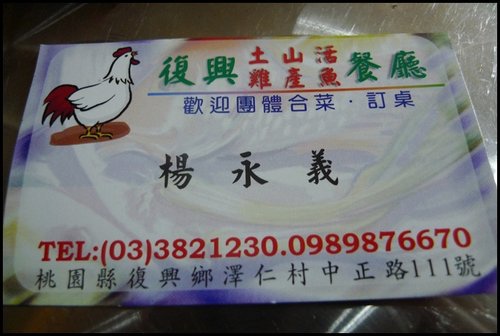 復興土雞山產活魚餐廳
歡迎團體合菜·訂桌
楊永義
TEL:(03)3821230.0989876670
桃園縣復興鄉澤仁村中正路111號